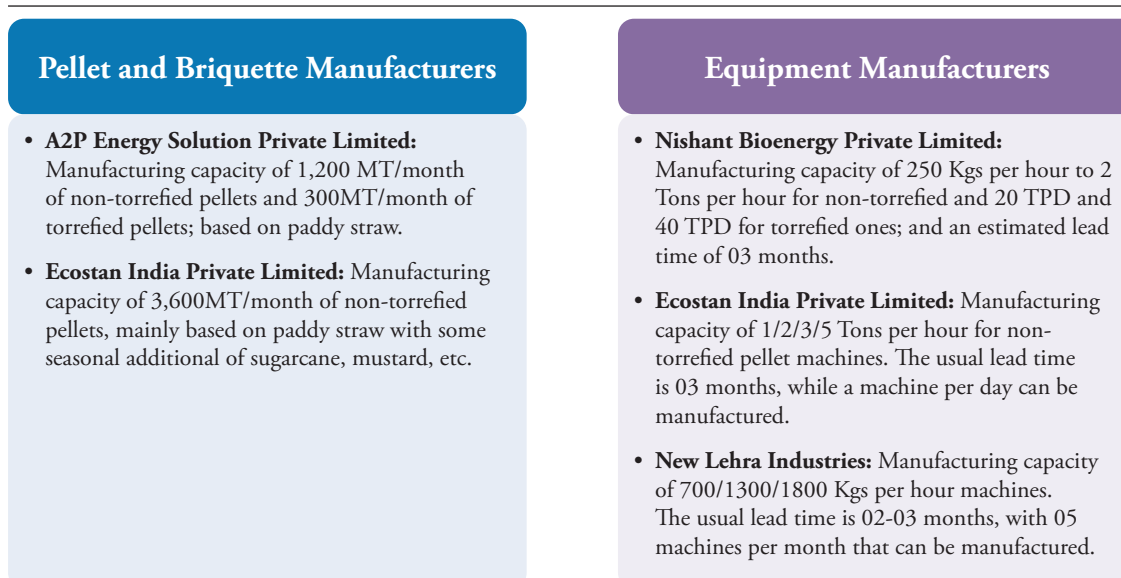 Pellet and Briquette Manufacturers
• A2P Energy Solution Private Limited:
Manufacturing capacity of 1,200 MT/month
of non-torrefied pellets and 300MT/month of
torrefied pellets; based on paddy straw.
• Ecostan India Private Limited: Manufacturing
capacity of 3,600MT/month of non-torrefied
pellets, mainly based on paddy straw with some
seasonal additional of sugarcane, mustard, etc.
Equipment Manufacturers
• Nishant Bioenergy Private Limited:
Manufacturing capacity of 250 Kgs per hour to 2
Tons per hour for non-torrefied and 20 TPD and
40 TPD for torrefied ones; and an estimated lead
time of 03 months.
• Ecostan India Private Limited: Manufacturing
capacity of 1/2/3/5 Tons per hour for non-
torrefied pellet machines. The usual lead time
is 03 months, while a machine per day can be
manufactured.
• New Lehra Industries: Manufacturing capacity
of 700/1300/1800 Kgs per hour machines.
The usual lead time is 02-03 months, with 05
machines per month that can be manufactured.